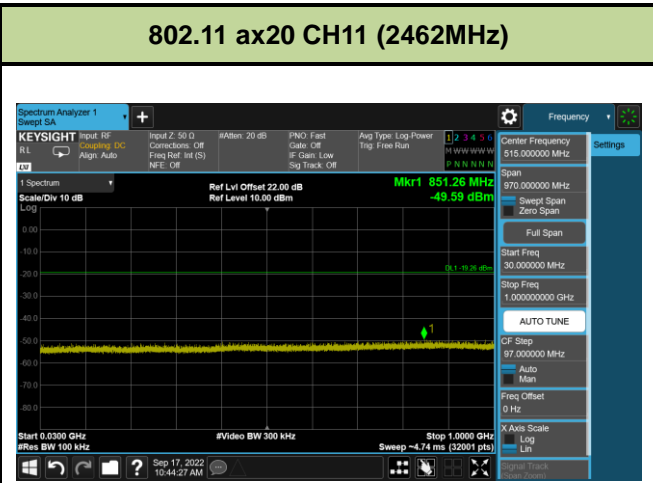 802.11 ax20 CH11 (2462MHz)
Spectrum Analyzer 1
Swept SA
+
Frequency
KEYSIGHT
RL
LXI
Input: RF
Coupling: DC
Align: Auto
Input Z: 50 Ω
Corrections: Off
Freq Ref: Int (S)
NFE: Off
#Atten: 20 dB
PNO: Fast
Gate: Off
IF Gain: Low
Sig Track: Off
Avg Type: Log-Power
Trig: Free Run
1 2 3 4 5 6
M W W W W W
P N N N N N
1 Spectrum
Scale/Div 10 dB
Ref Lvl Offset 22.00 dB
Ref Level 10.00 dBm
Mkr1 851.26 MHz
-49.59 dBm
Log
0.00
-10.0
-20.0
-30.0
-40.0
-50.0
-60.0
-70.0
-80.0
DL1 -19.26 dBm
1
Start 0.0300 GHz
#Res BW 100 kHz
#Video BW 300 kHz
Stop 1.0000 GHz
Sweep ~4.74 ms (32001 pts)
Center Frequency
515.000000 MHz
Settings
Span
970.000000 MHz
Swept Span
Zero Span
Full Span
Start Freq
30.000000 MHz
Stop Freq
1.000000000 GHz
AUTO TUNE
CF Step
97.000000 MHz
Auto
Man
Freq Offset
0 Hz
X Axis Scale
Log
Lin
Signal Track
(Span Zoom)
?
Sep 17, 2022
10:44:27 AM